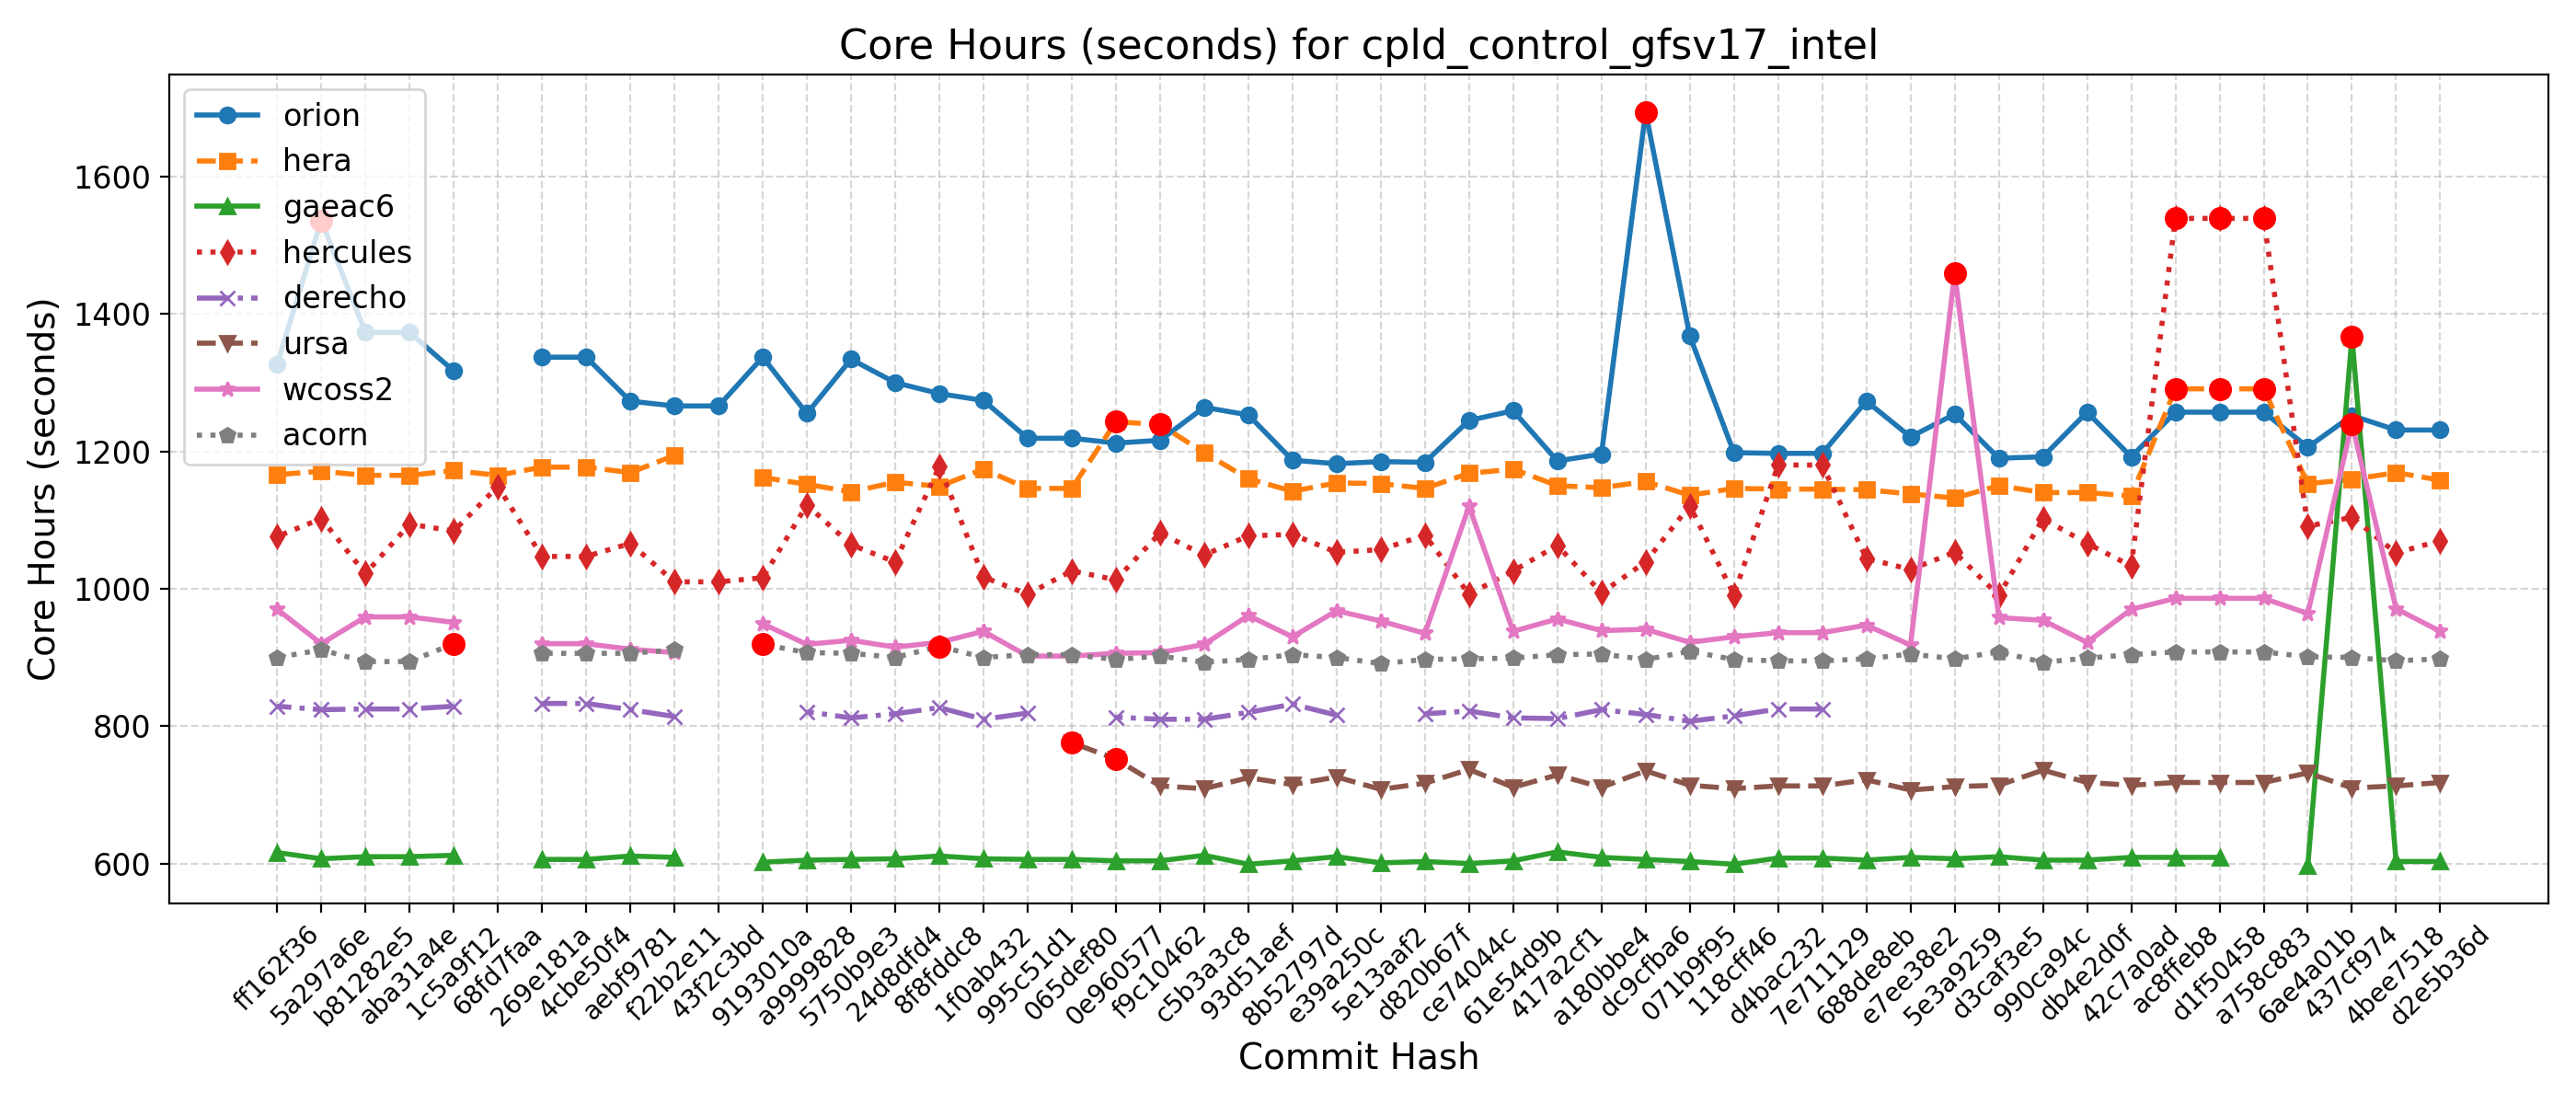 Core Hours (seconds) for cpld_control_gfsv17_intel
orion
hera
gaeac6
hercules
derecho
ursa
wcoss2
acorn
Core Hours (seconds)
1600
1400
1200
1000
800
600
ff162f36
5a297a6e
b81282e5
aba31a4e
1c5a9f12
68fd7faa
269e181a
4cbe50f4
aebf9781
f22b2e11
43f2c3bd
9193010a
a9999828
5750b9e3
24d8dfd4
8f8fddc8
1f0ab432
995c51d1
065def80
0e960577
f9c10462
c5b3a3c8
93d51aef
8b52797d
e39a250c
5e13aaf2
d820b67f
ce74044c
61e54d9b
417a2cf1
a180bbe4
dc9cfba6
071b9f95
118cff46
d4bac232
7e711129
688de8eb
e7ee38e2
5e3a9259
d3caf3e5
990ca94c
db4e2d0f
42c7a0ad
ac8ffeb8
d1f50458
a758c883
6ae4a01b
437cf974
4bee7518
d2e5b36d
Commit Hash